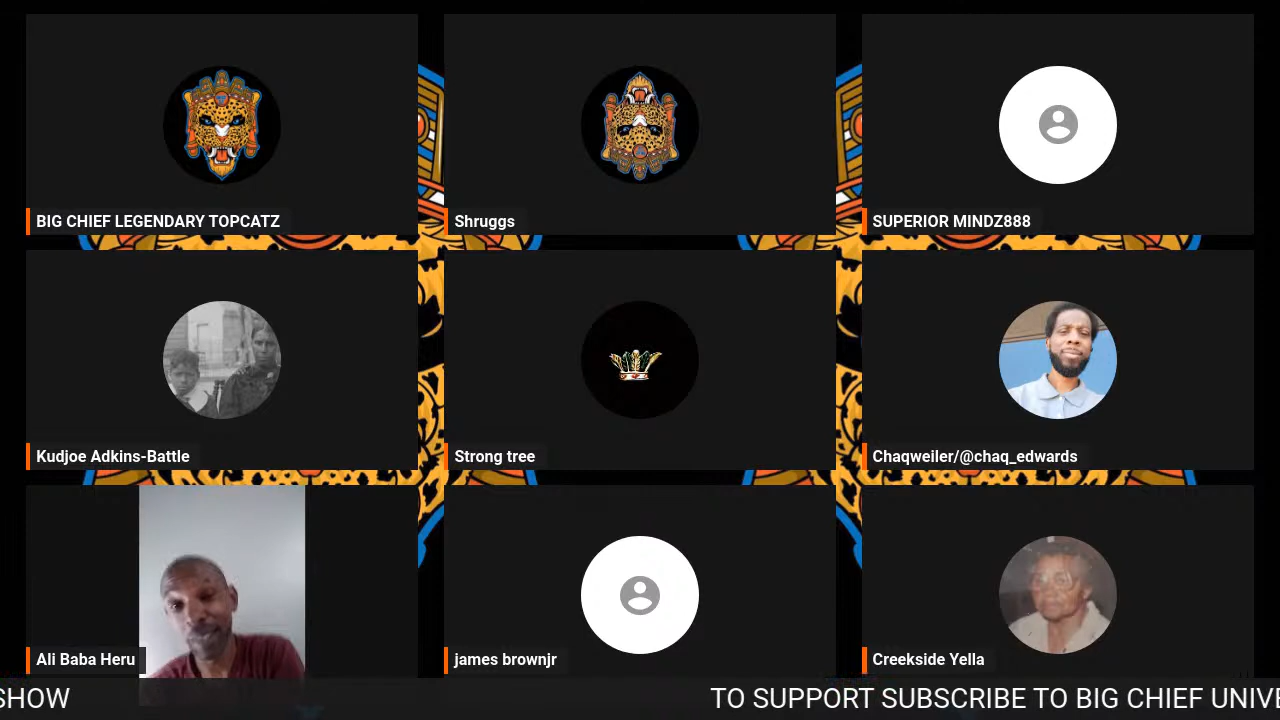 BIG CHIEF LEGENDARY TOPCATZ
Shruggs
SUPERIOR MINDZ888
Kudjoe Adkins-Battle
Strong tree
Chaqweiler/@chaq_edwards
Ali Baba Heru
james brownjr
Creekside Yella
SHOW
TO SUPPORT SUBSCRIBE TO BIG CHIEF UNIVE